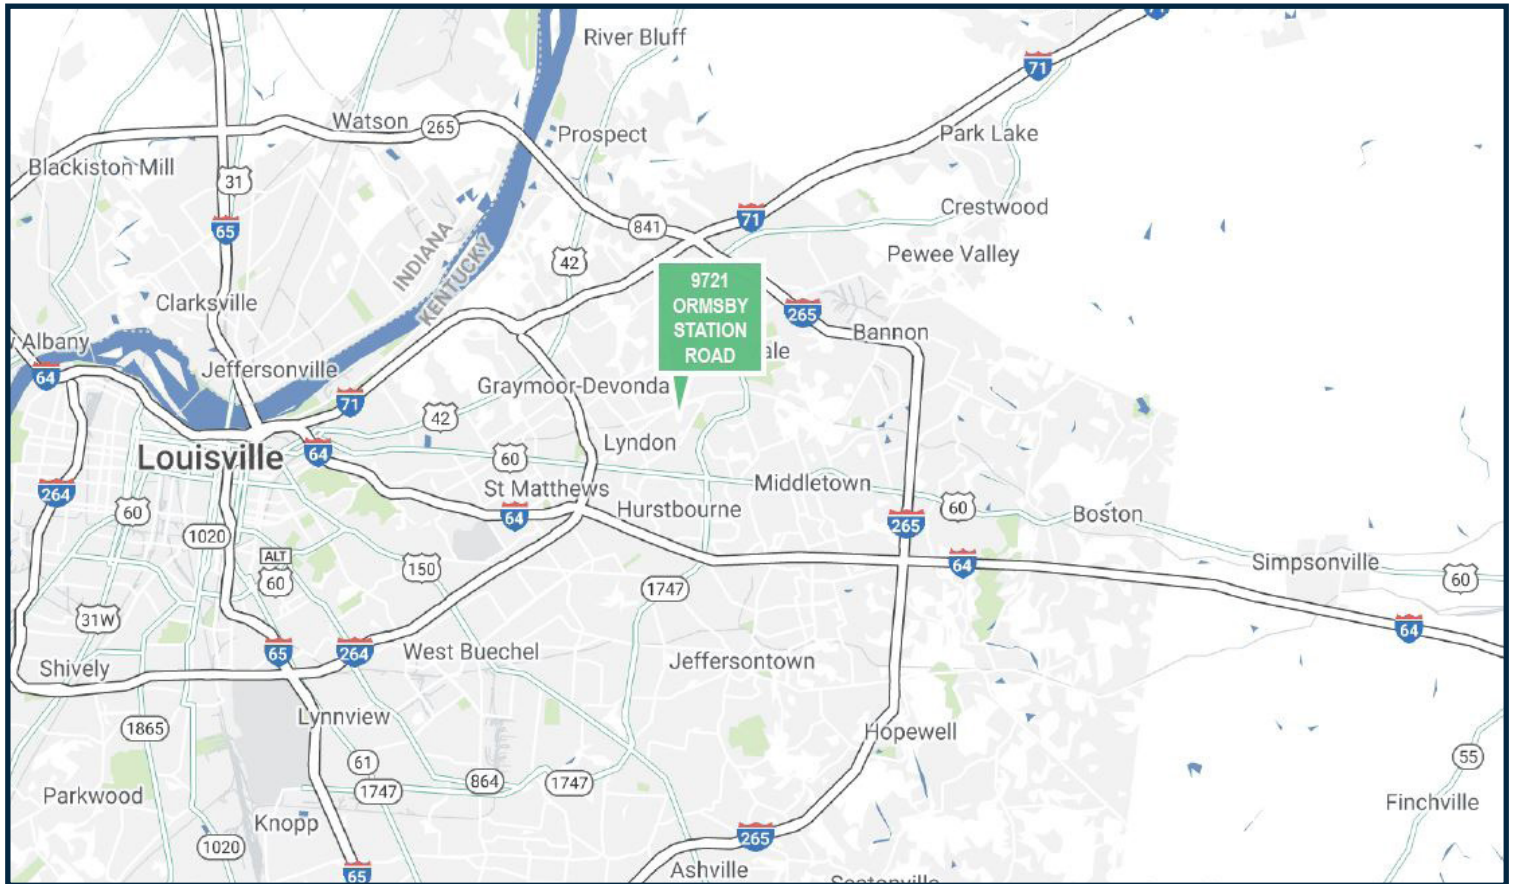 River Bluff
71
71
Watson
265
Prospect
Park Lake
Blackiston Mill
31
Crestwood
65
841
71
INDIANA
KENTUCKY
42
Pewee Valley
9721
ORMSBY
STATION
ROAD
Clarksville
265
Bannon
Albany
ale
64
Jeffersonville
Graymoor-Devonda
71
42
Lyndon
Louisville
64
60
264
St Matthews
Middletown
60
64
Hurstbourne
60
Boston
1020
265
ALT
60
150
64
Simpsonville
60
1747
31W
64
65
264
West Buechel
Jeffersontown
Shively
Lynnview
1865
Hopewell
61
55
1747
864
1747
Parkwood
Finchville
Knopp
265
1020
65
Ashville